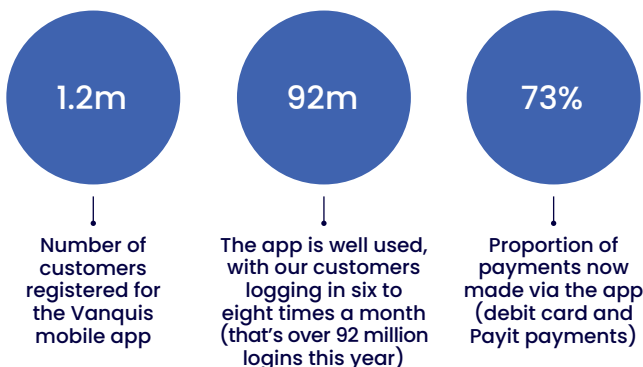 1.2m
Number of
customers
registered for
the Vanquis
mobile app
92m
The app is well used,
with our customers
logging in six to
eight times a month
(that’s over 92 million
logins this year)
73%
Proportion of
payments now
made via the app
(debit card and
Payit payments)